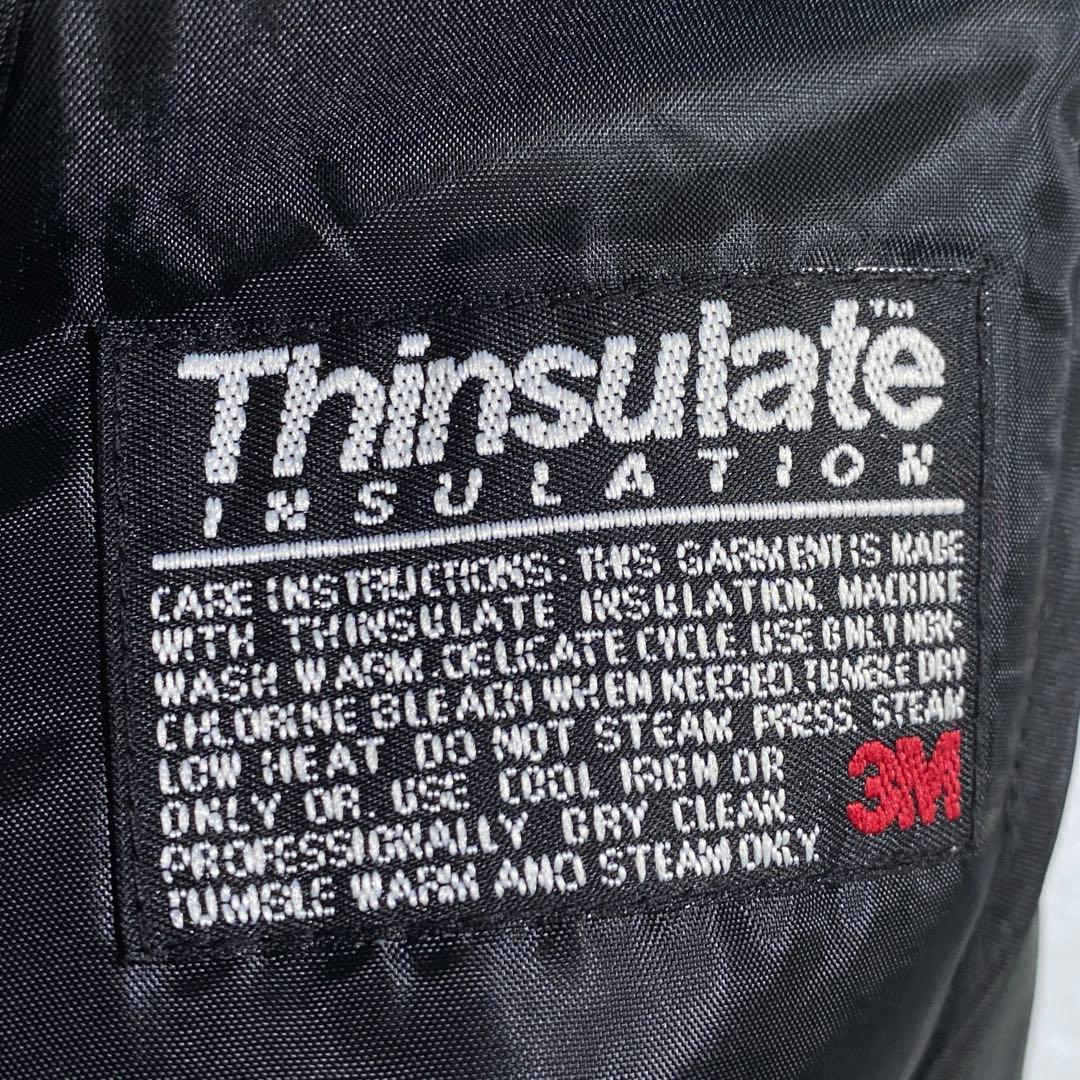 Thinsulate™
INSULATION
CARE INSTRUCTIONS: THIS GARMENT IS MADE
WITH THINSULATE INSULATION. MACHINE
WASH WARM. DELICATE CYCLE. USE ONLY NON-
CHLORINE BLEACH WHEN NEEDED. TUMBLE DRY
LOW HEAT DO NOT STEAM PRESS. STEAM
ONLY OR USE COOL IRON OR
PROFESSIONALLY DRY CLEAN.
TUMBLE WARM AND STEAM ONLY.
3M